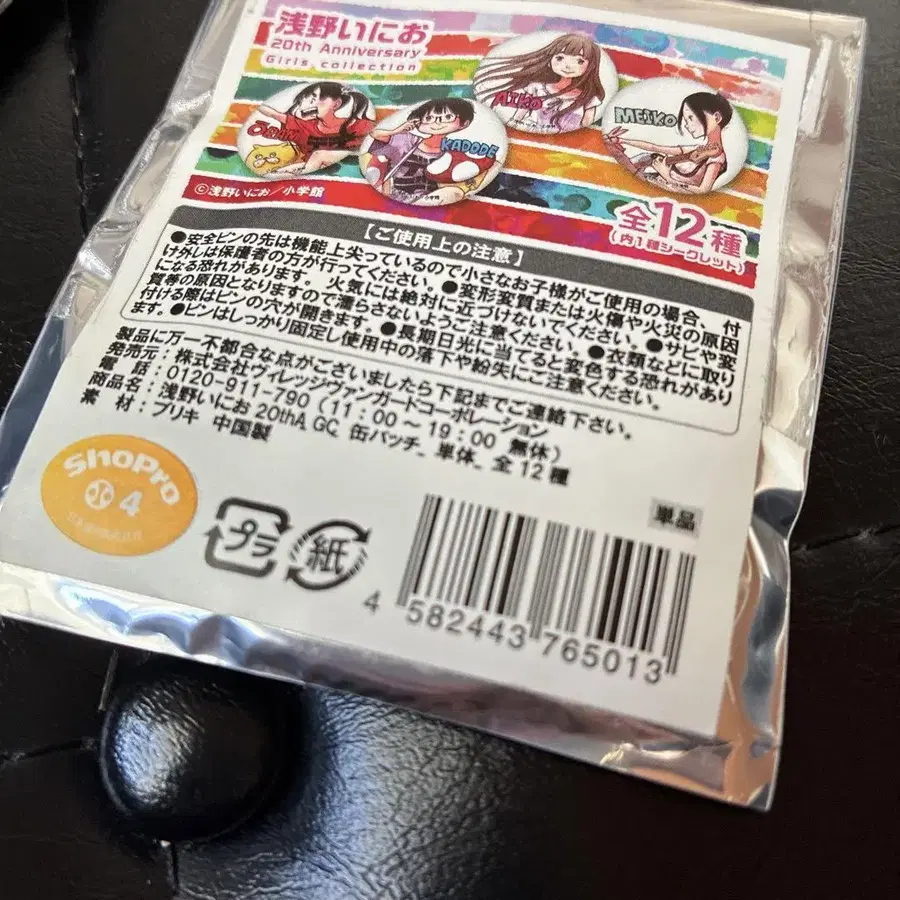 浅野いにお
20th Anniversary
Girls collection
AIKO
MEIKO
ŌRAN
KADODE
©浅野いにお/小学館
全12種
(内1種シークレット)
【ご使用上の注意】
●安全ピンの先は機能上尖っているので小さなお子様がご使用の場合、付
け外しは保護者の方が行ってください。●変形変質または火傷や火災の原因
になる恐れがあります。火気には絶対に近づけないでください。●サビや変
質等の原因となりますので濡らさないようご注意ください。●衣類などに取り
付ける際はピンの穴が開きます。●長期日光に当てると変色する恐れがあり
ます。●ピンはしっかり固定し使用中の落下や紛失にご注意ください。
製品に万一不都合な点がございましたら下記までご連絡下さい。
発売元:株式会社ヴィレッジヴァンガードコーポレーション
電 話:0120-911-790(11:00~19:00 無休)
商品名:浅野いにお 20thA GC 缶バッチ_単体_全12種
素 材:ブリキ 中国製
ShoPro
4
プラ
紙
単品
4 582443 765013